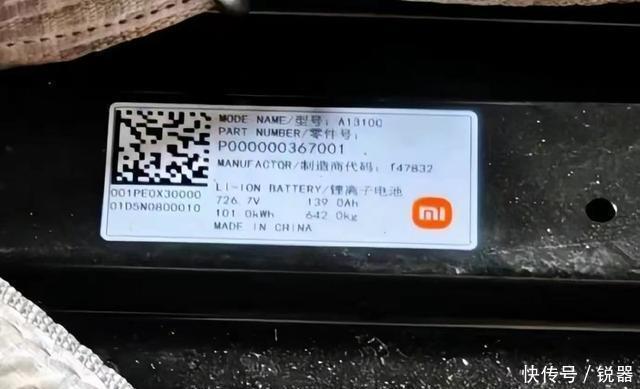 MODE NAME/型号: A1310C
PART NUMBER/零件号:
P000000367001
MANUFACTOR/制造商代码: f47832
001PE0X30000
01D5N0800010
LI-ION BATTERY/锂离子电池
726.7V 139.0Ah
101.0kWh 642.0kg
MADE IN CHINA
mi
快传号/锐器